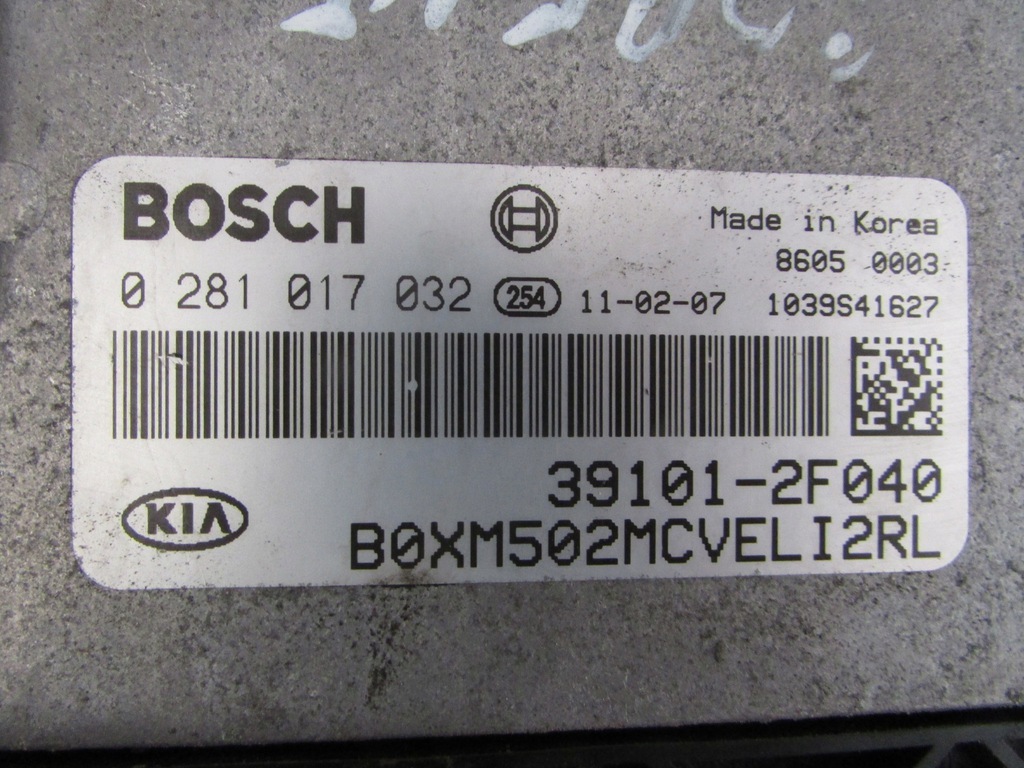 BOSCH
Made in Korea
8605 0003
0 281 017 032 254 11-02-07 1039S41627
39101-2F040
KIA
B0XM502MCVELI2RL